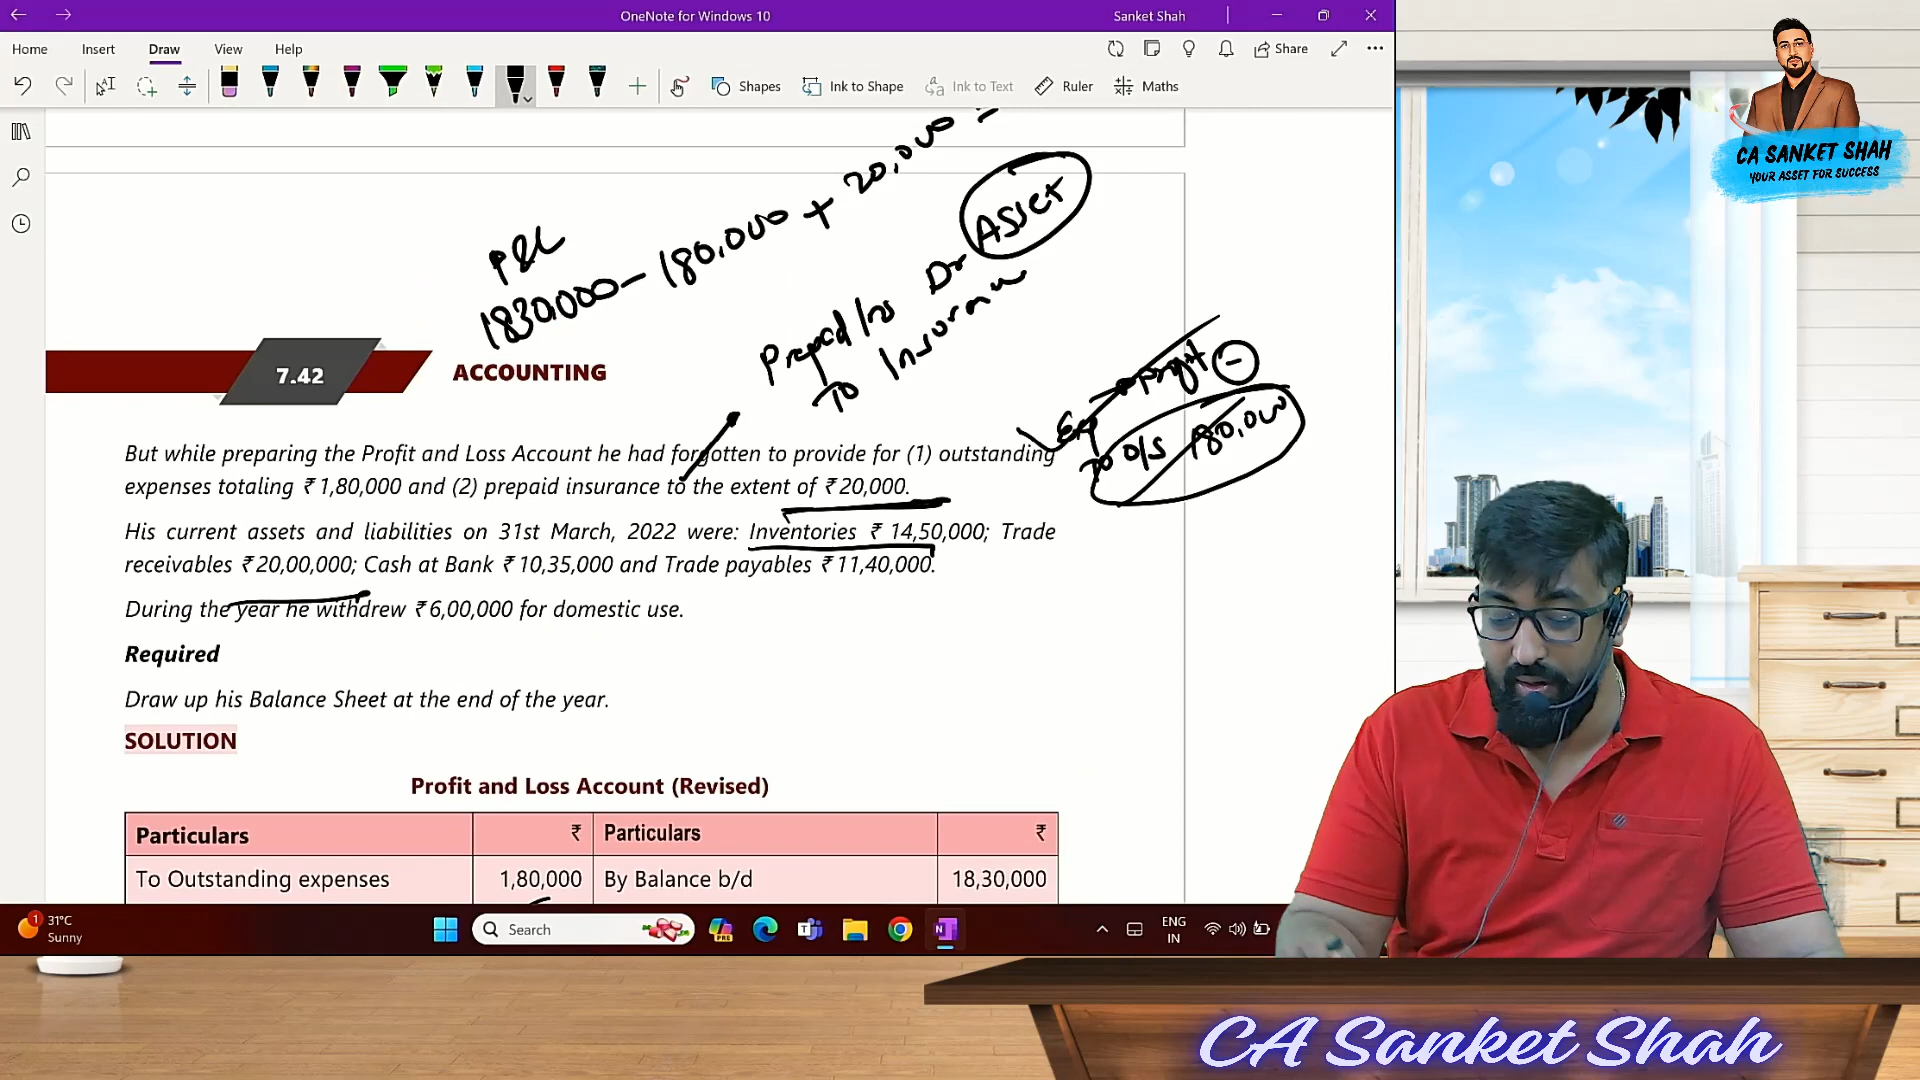 OneNote for Windows 10
Sanket Shah
Home Insert Draw View Help
Share
Shapes Ink to Shape Ink to Text Ruler Maths
CA SANKET SHAH
YOUR ASSET FOR SUCCESS
P&L
1830,000 - 180,000 + 20,000 =
Prepaid Ins Dr Asset
To Insurance
Exp profit -
To O/S 180,000
7.42 ACCOUNTING
But while preparing the Profit and Loss Account he had forgotten to provide for (1) outstanding
expenses totaling ₹1,80,000 and (2) prepaid insurance to the extent of ₹20,000.
His current assets and liabilities on 31st March, 2022 were: Inventories ₹ 14,50,000; Trade
receivables ₹20,00,000; Cash at Bank ₹10,35,000 and Trade payables ₹11,40,000.
During the year he withdrew ₹6,00,000 for domestic use.
Required
Draw up his Balance Sheet at the end of the year.
SOLUTION
Profit and Loss Account (Revised)
Particulars ₹ Particulars ₹
To Outstanding expenses 1,80,000 By Balance b/d 18,30,000
1
31°C
Sunny
Search
PRE
ENG
IN
CA Sanket Shah